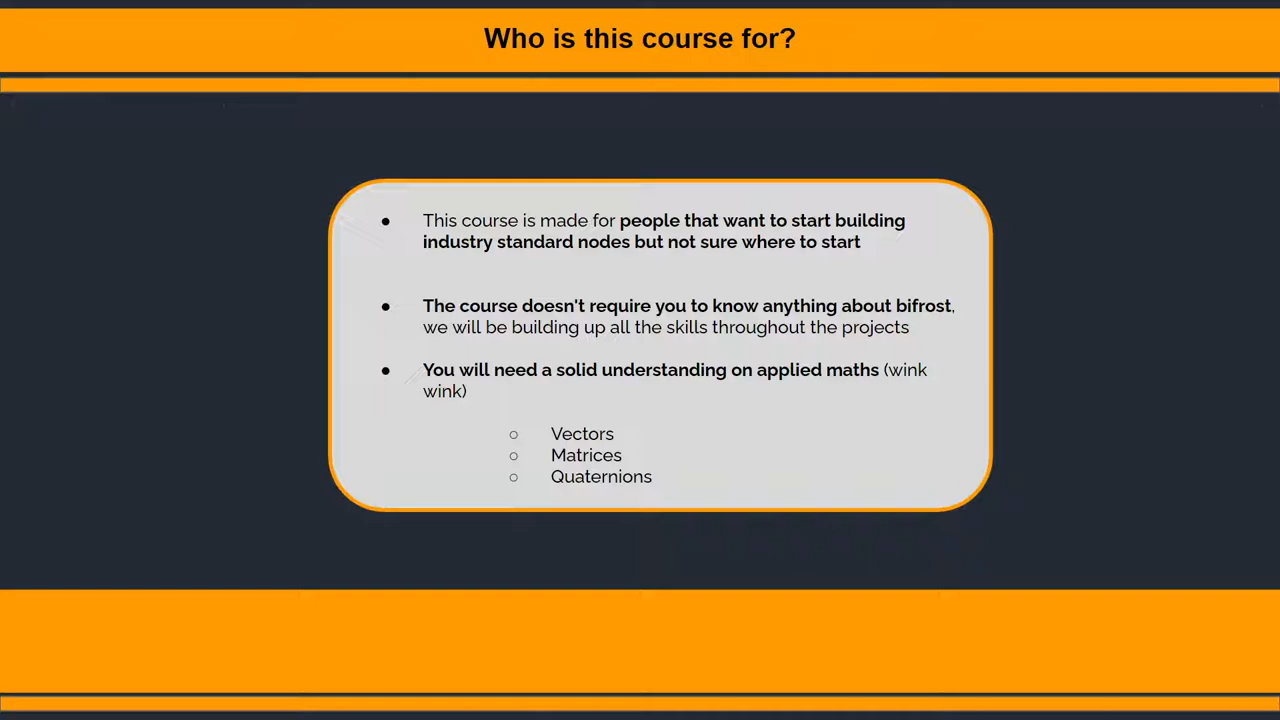 Who is this course for?
● This course is made for people that want to start building
industry standard nodes but not sure where to start
● The course doesn't require you to know anything about bifrost,
we will be building up all the skills throughout the projects
● You will need a solid understanding on applied maths (wink
wink)
○ Vectors
○ Matrices
○ Quaternions